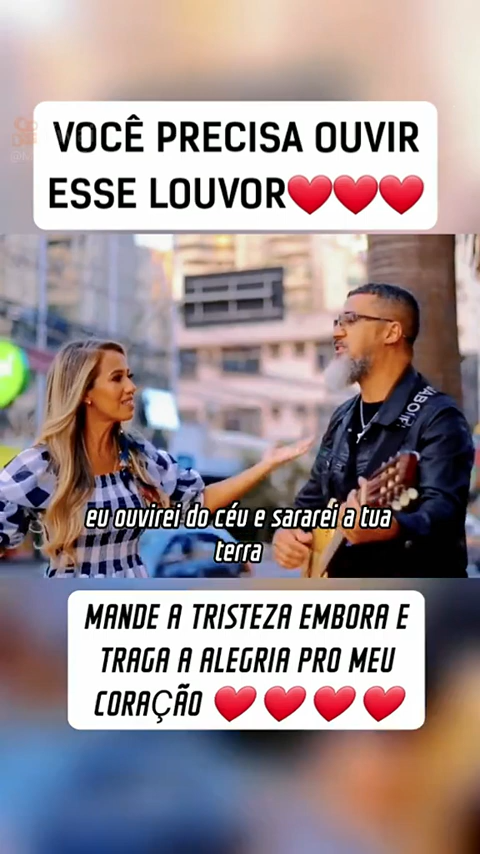 VOCÊ PRECISA OUVIR
ESSE LOUVOR❤️❤️❤️
eu ouvirei do céu e sararei a tua
terra
MANDE A TRISTEZA EMBORA E
TRAGA A ALEGRIA PRO MEU
CORAÇÃO ❤️❤️❤️❤️